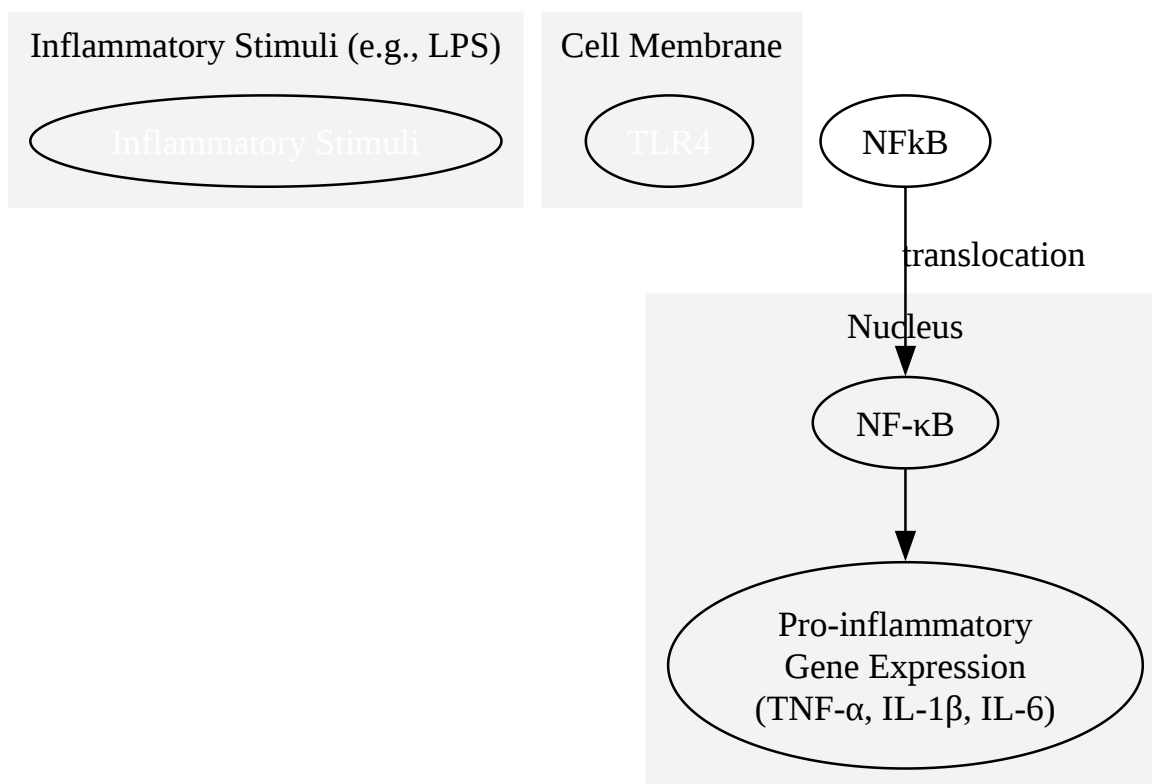 Inflammatory Stimuli (e.g., LPS)
Inflammatory Stimuli
Cell Membrane
TLR4
NFkB
translocation
Nucleus
NF-κB
Pro-inflammatory
Gene Expression
(TNF-α, IL-1β, IL-6)